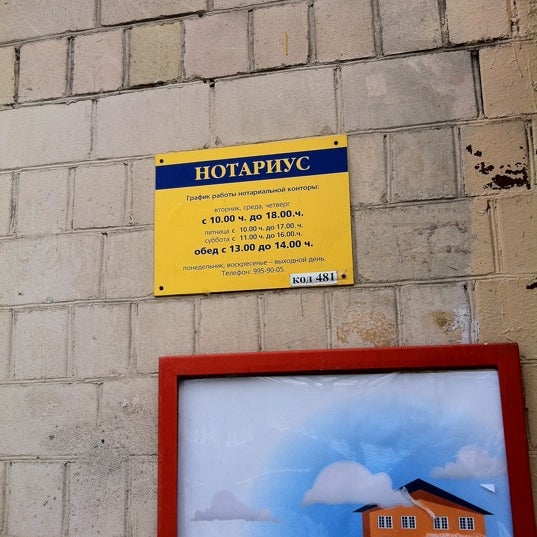 НОТАРИУС
График работы нотариальной конторы:
вторник, среда, четверг
с 10.00 ч. до 18.00.ч.
пятница с 10.00 ч. до 17.00. ч.
суббота с 11.00 ч. до 16.00.ч.
обед с 13.00 до 14.00 ч.
понедельник, воскресенье – выходной день.
Телефон: 995-90-05.
код 481